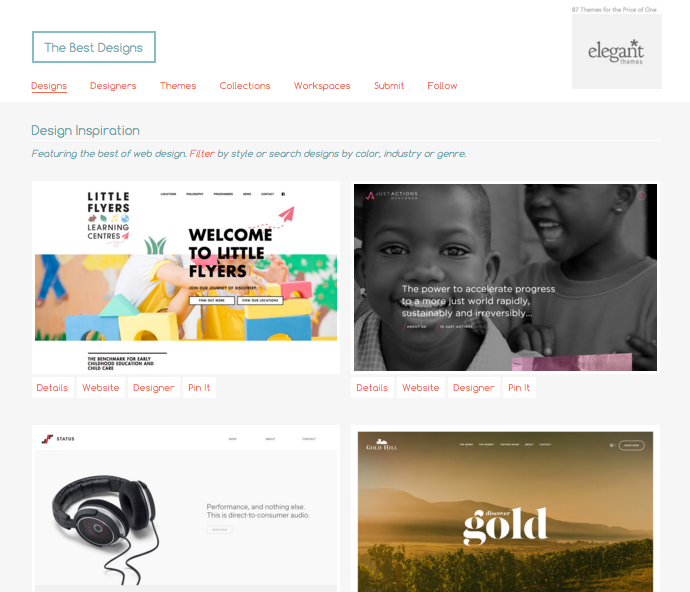 87 Themes for the Price of One
The Best Designs
elegant
themes
Designs Designers Themes Collections Workspaces Submit Follow
Design Inspiration
Featuring the best of web design. Filter by style or search designs by color, industry or genre.
LITTLE
FLYERS
LEARNING
CENTRES
LOCATIONS PHILOSOPHY PROGRAMMES NEWS CONTACT
WELCOME
TO LITTLE
FLYERS
JOIN OUR JOURNEY OF DISCOVERY.
FIND OUT MORE VIEW OUR LOCATIONS
THE BENCHMARK FOR EARLY
CHILDHOOD EDUCATION AND
CHILD CARE
JUSTACTIONS
The power to accelerate progress
to a more just world rapidly,
sustainably and irreversibly...
ABOUT US 10 JUST ACTIONS
Details Website Designer Pin It
Details Website Designer Pin It
STATUS
SHOP ABOUT CONTACT
Performance, and nothing else.
This is direct-to-consumer audio.
SHOP NOW
GOLD HILL
ABOUT CONTACT
SHOP NOW
discover
gold